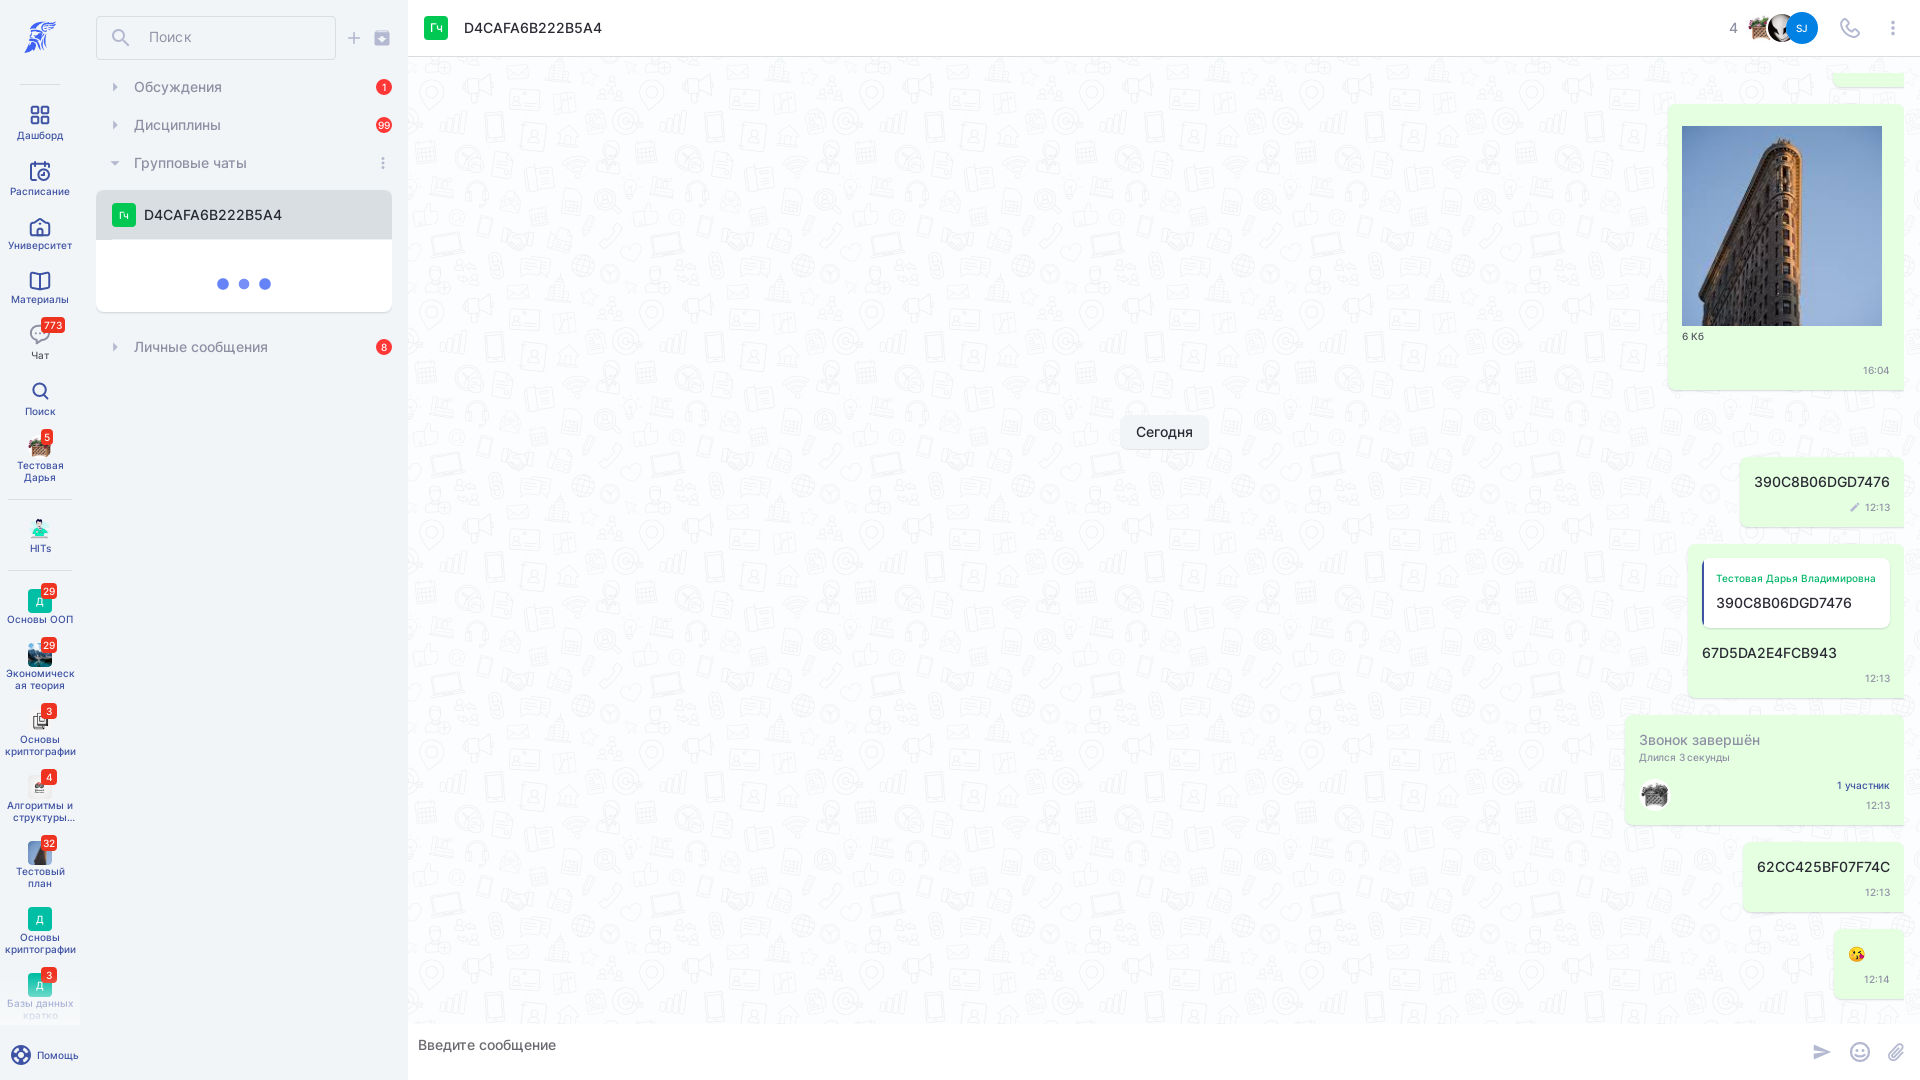 Поиск
Дашборд
Расписание
Университет
Материалы
773
Чат
Поиск
5
Тестовая
Дарья
HITs
29
Д
Основы ООП
29
Экономическ
ая теория
3
Основы
криптографии
4
Алгоритмы и
структуры...
32
Тестовый
план
Д
Основы
криптографии
3
Д
Базы данных
кратко
Помощь
Обсуждения
1
Дисциплины
99
Групповые чаты
Гч
D4CAFA6B222B5A4
Личные сообщения
8
Гч
D4CAFA6B222B5A4
4
SJ
6 Кб
16:04
Сегодня
390C8B06DGD7476
12:13
Тестовая Дарья Владимировна
390C8B06DGD7476
67D5DA2E4FCB943
12:13
Звонок завершён
Длился 3 секунды
1 участник
12:13
62CC425BF07F74C
12:13
😘
12:14
Введите сообщение